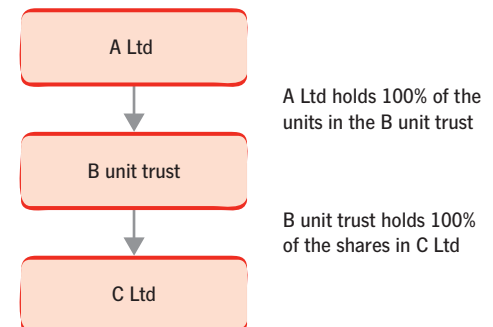 A Ltd
A Ltd holds 100% of the
units in the B unit trust
B unit trust
B unit trust holds 100%
of the shares in C Ltd
C Ltd